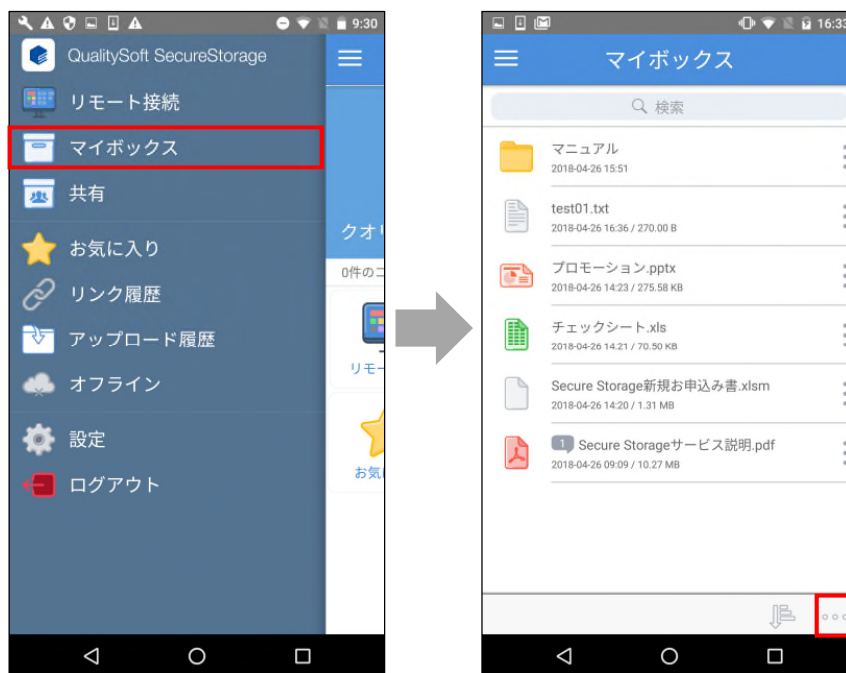 9:30
QualitySoft SecureStorage
リモート接続
マイボックス
共有
お気に入り
リンク履歴
アップロード履歴
オフライン
設定
ログアウト
クオ
0件の
リモー
お気
16:33
マイボックス
検索
マニュアル
2018-04-26 15:51
test01.txt
2018-04-26 16:36 / 270.00 B
プロモーション.pptx
2018-04-26 14:23 / 275.58 KB
チェックシート.xls
2018-04-26 14:21 / 70.50 KB
Secure Storage新規お申込み書.xlsm
2018-04-26 14:20 / 1.31 MB
1 Secure Storageサービス説明.pdf
2018-04-26 09:09 / 10.27 MB